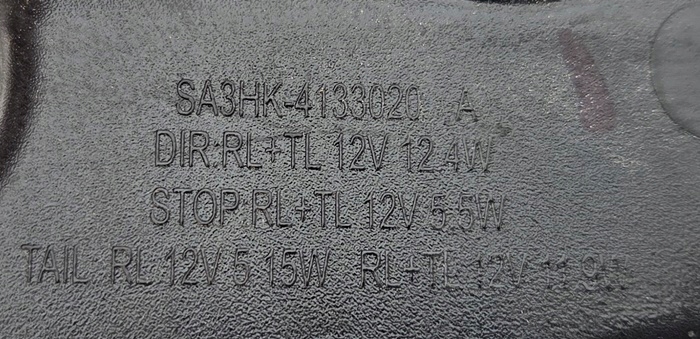 SA3HK-4133020 A
DIR:RL+TL 12V 12.4W
STOP:RL+TL 12V 5.5W
TAIL: RL 12V 5.15W RL+TL 12V